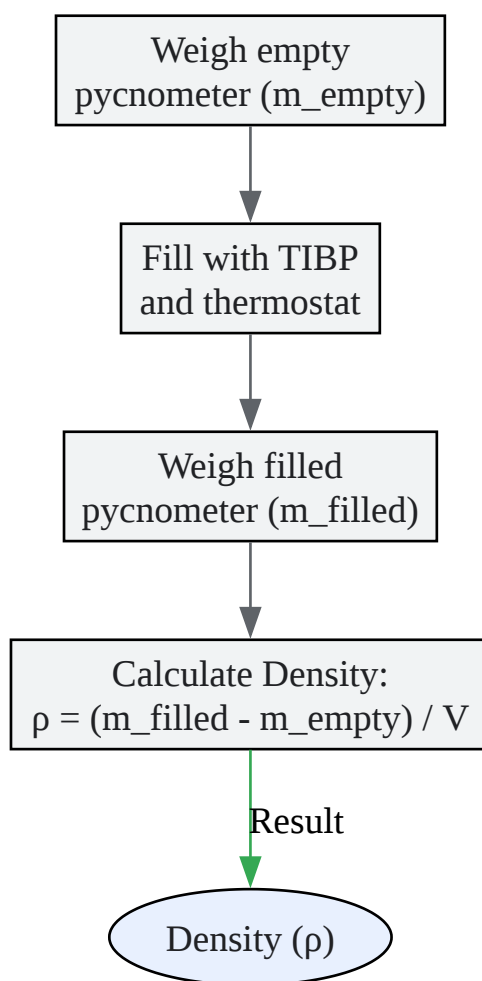 Weigh empty
pycnometer (m_empty)
Fill with TIBP
and thermostat
Weigh filled
pycnometer (m_filled)
Calculate Density:
ρ = (m_filled - m_empty) / V
Result
Density (ρ)